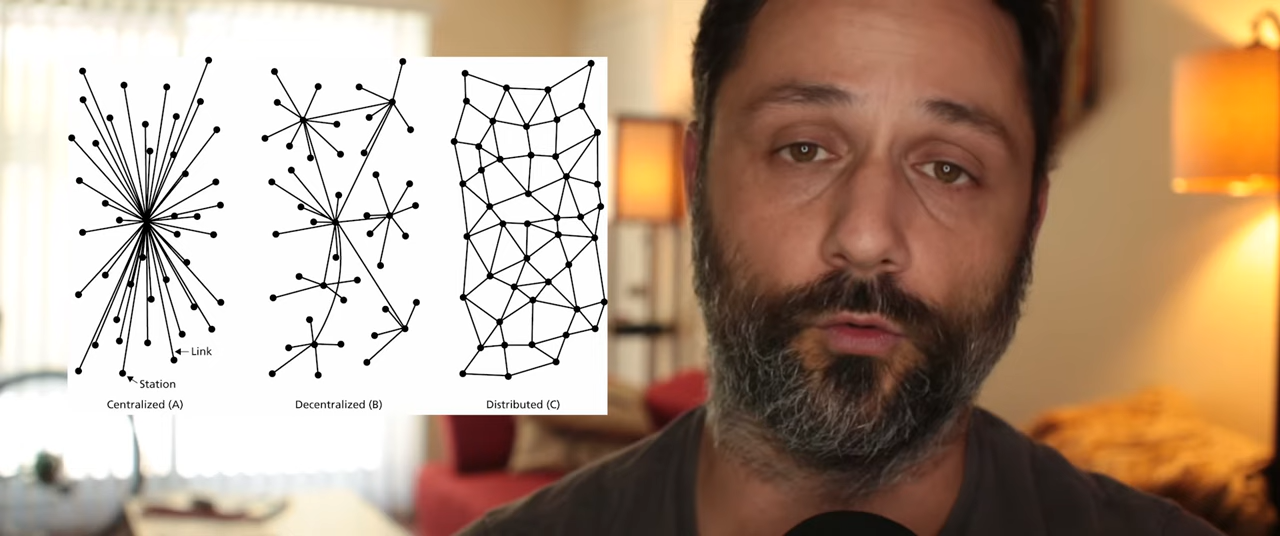 Link
Station
Centralized (A)
Decentralized (B)
Distributed (C)